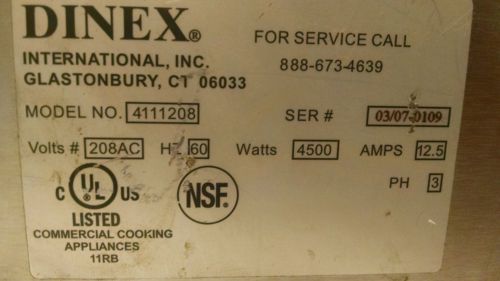 DINEX®
INTERNATIONAL, INC.
GLASTONBURY, CT 06033
FOR SERVICE CALL
888-673-4639
MODEL NO. 4111208 SER # 03/07-0109
Volts # 208AC HZ 60 Watts 4500 AMPS 12.5
PH 3
C UL US
LISTED
COMMERCIAL COOKING
APPLIANCES
11RB
NSF.